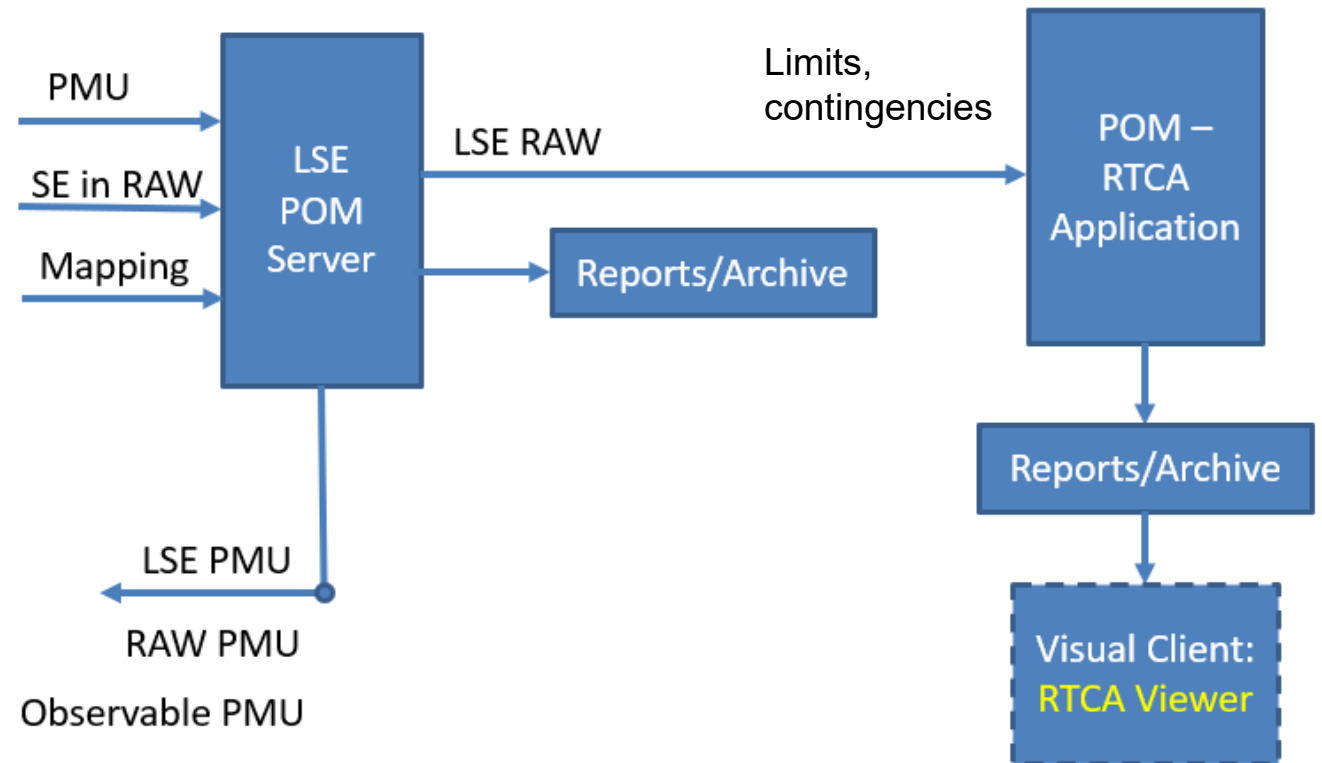 PMU
SE in RAW
Mapping
LSE
POM
Server
LSE RAW
Reports/Archive
Limits,
contingencies
POM –
RTCA
Application
Reports/Archive
Visual Client:
RTCA Viewer
LSE PMU
RAW PMU
Observable PMU